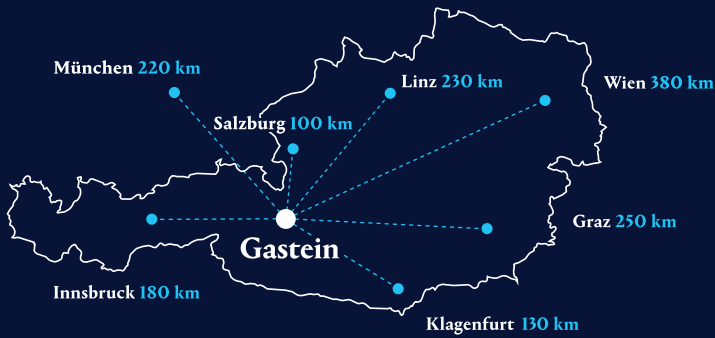 München 220 km
Linz 230 km
Wien 380 km
Salzburg 100 km
Graz 250 km
Gastein
Innsbruck 180 km
Klagenfurt 130 km